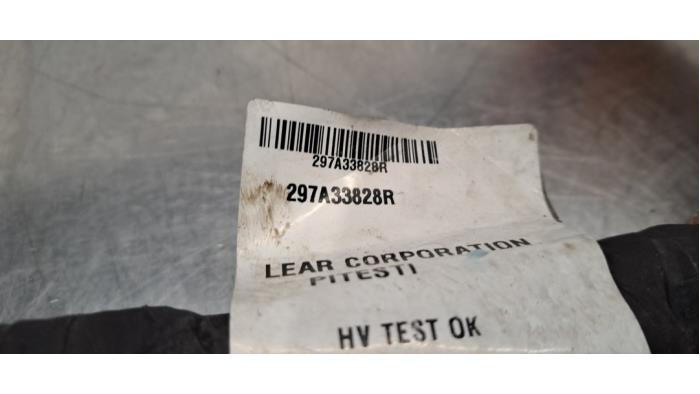 297A33828R
297A33828R
LEAR CORPORATION
PITESTI
HV TEST OK